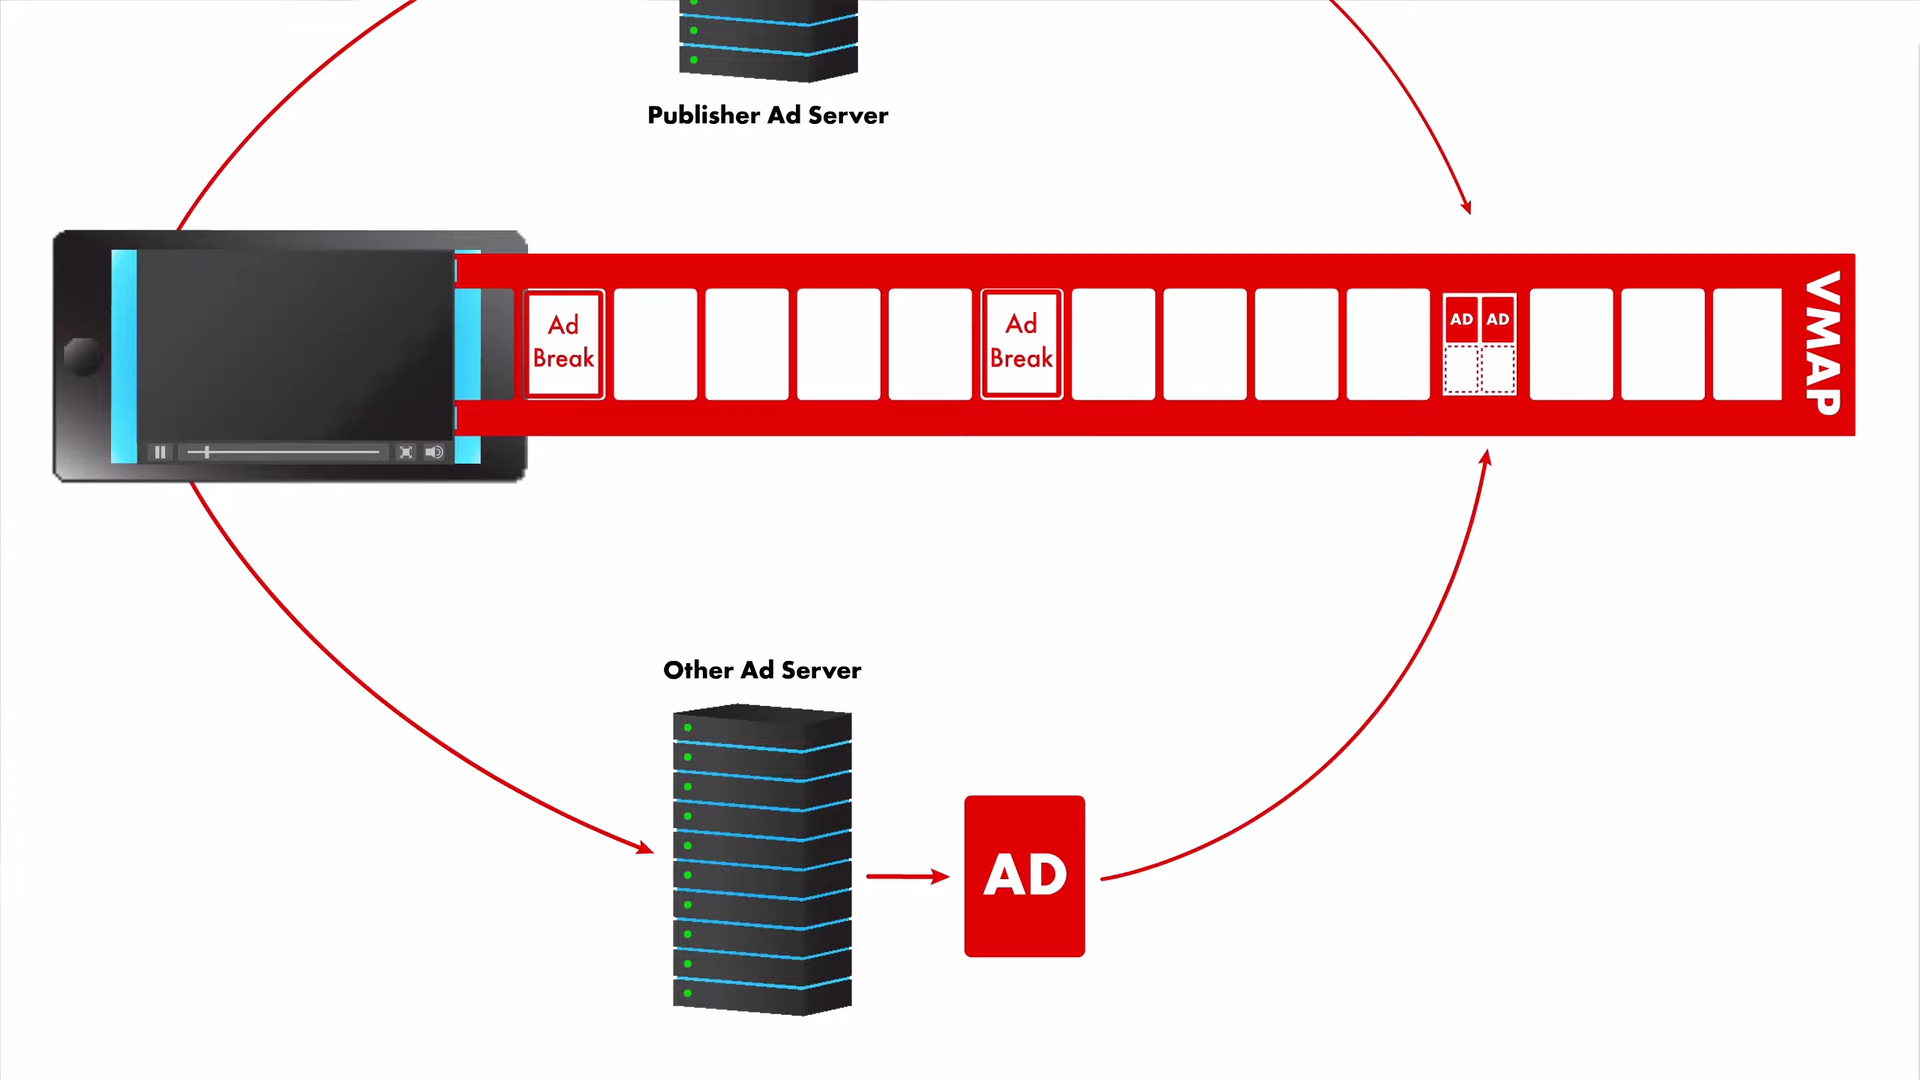 Publisher Ad Server
Ad
Break
Ad
Break
AD AD
VMAP
Other Ad Server
AD